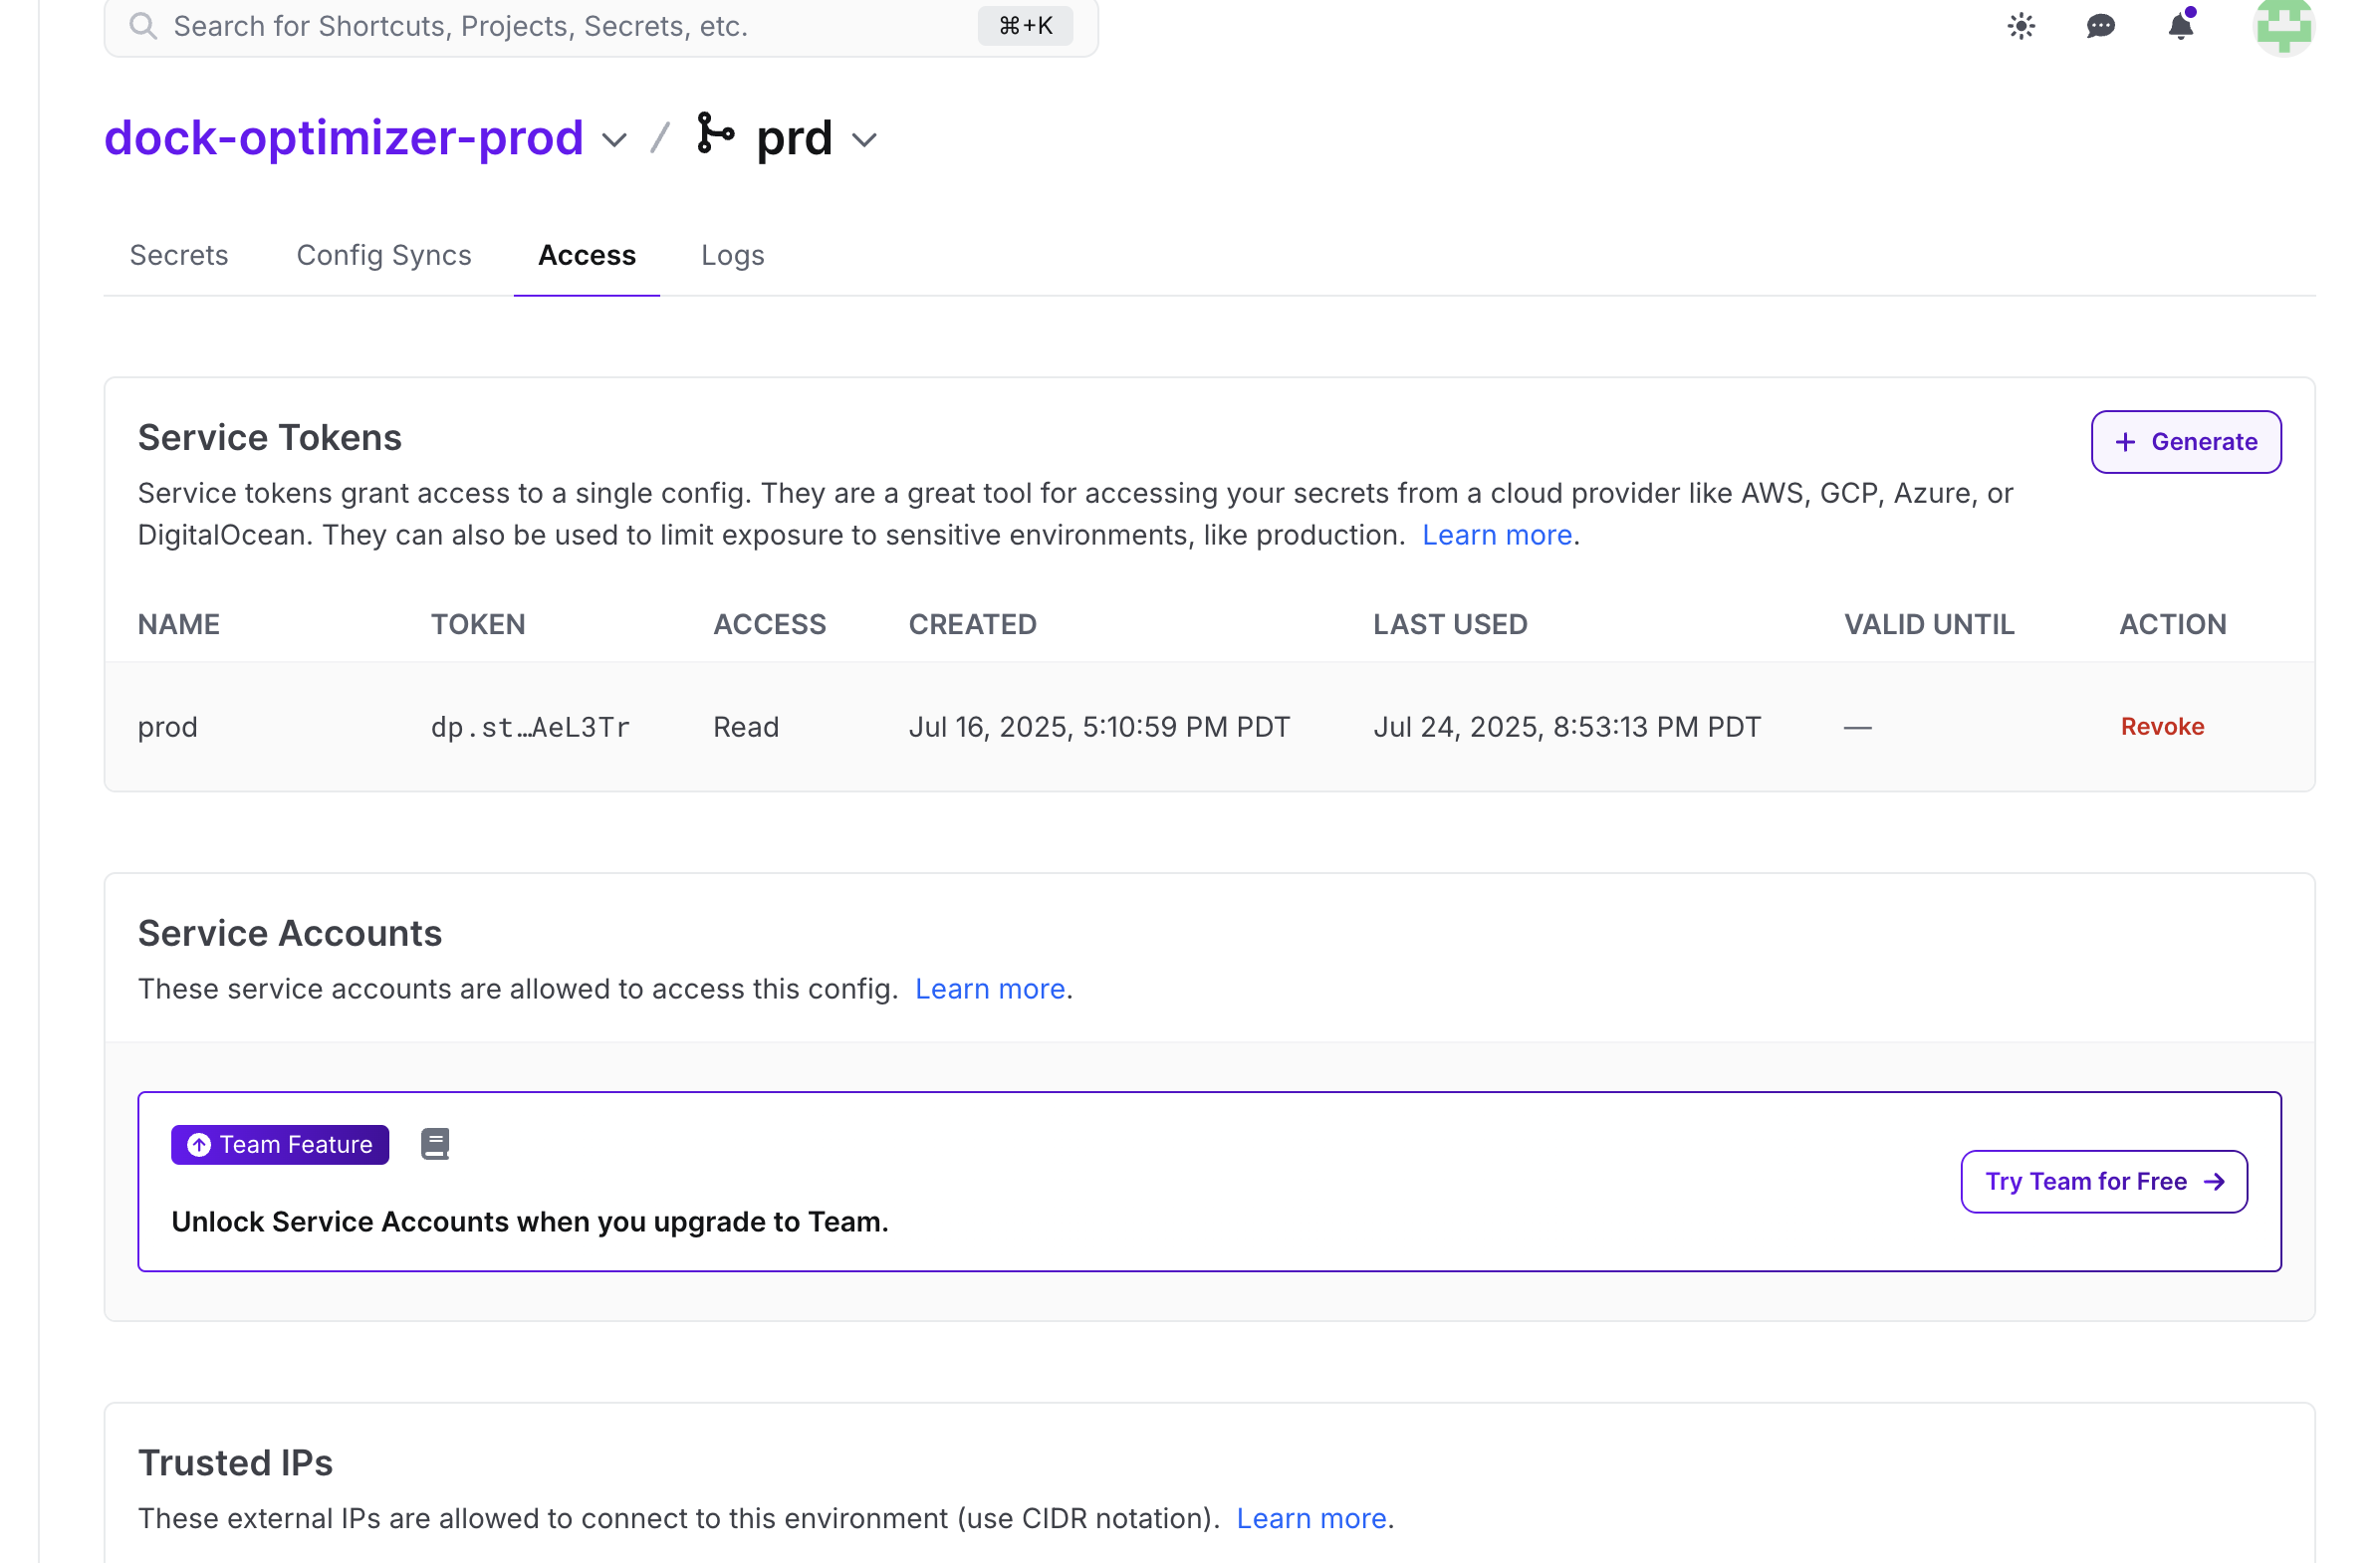 Search for Shortcuts, Projects, Secrets, etc. ⌘+K
dock-optimizer-prod / prd
Secrets Config Syncs Access Logs
Service Tokens
+ Generate
Service tokens grant access to a single config. They are a great tool for accessing your secrets from a cloud provider like AWS, GCP, Azure, or
DigitalOcean. They can also be used to limit exposure to sensitive environments, like production. Learn more.
NAME TOKEN ACCESS CREATED LAST USED VALID UNTIL ACTION
prod dp.st…AeL3Tr Read Jul 16, 2025, 5:10:59 PM PDT Jul 24, 2025, 8:53:13 PM PDT — Revoke
Service Accounts
These service accounts are allowed to access this config. Learn more.
Team Feature
Try Team for Free →
Unlock Service Accounts when you upgrade to Team.
Trusted IPs
These external IPs are allowed to connect to this environment (use CIDR notation). Learn more.